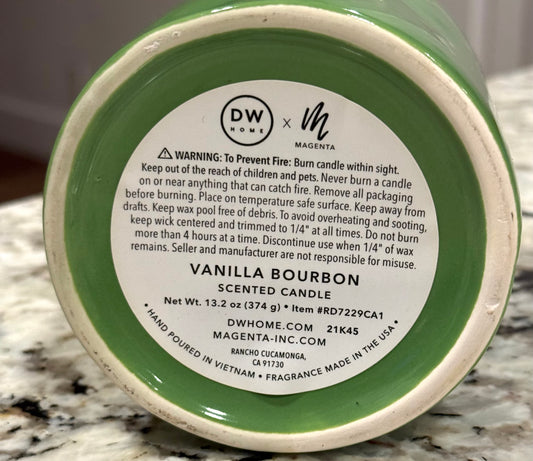 DW
HOME
x
M
MAGENTA
WARNING: To Prevent Fire: Burn candle within sight.
Keep out of the reach of children and pets. Never burn a candle
on or near anything that can catch fire. Remove all packaging
before burning. Place on temperature safe surface. Keep away from
drafts. Keep wax pool free of debris. To avoid overheating and sooting,
keep wick centered and trimmed to 1/4" at all times. Do not burn
more than 4 hours at a time. Discontinue use when 1/4" of wax
remains. Seller and manufacturer are not responsible for misuse.
VANILLA BOURBON
SCENTED CANDLE
Net Wt. 13.2 oz (374 g) • Item #RD7229CA1
DWHOME.COM 21K45
MAGENTA-INC.COM
RANCHO CUCAMONGA,
CA 91730
• HAND POURED IN VIETNAM • FRAGRANCE MADE IN THE USA •